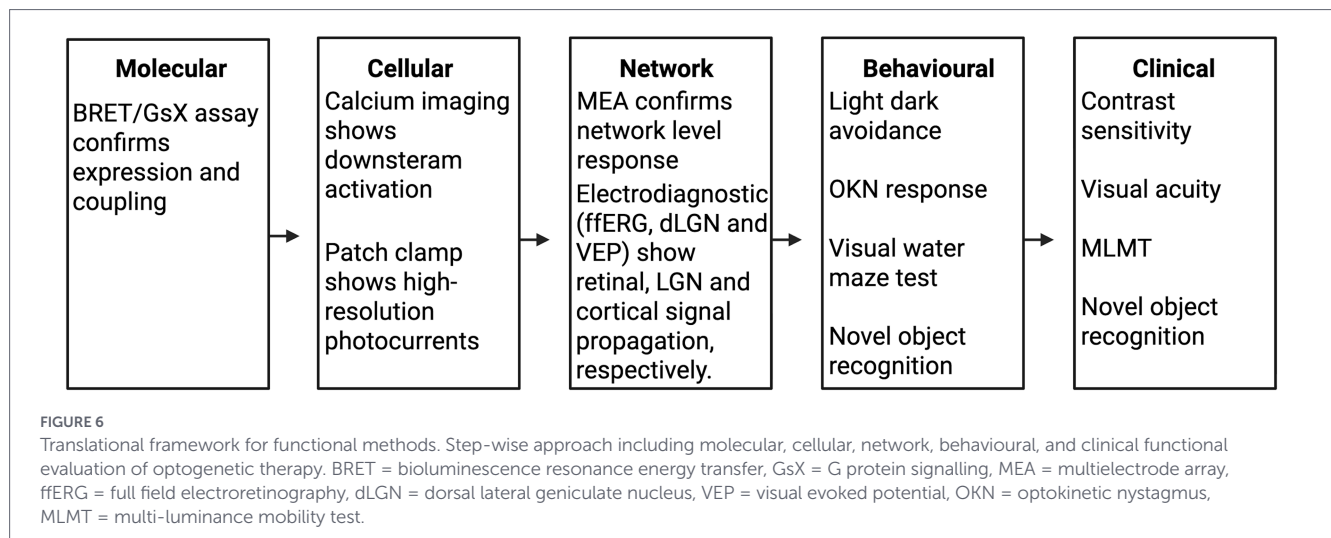 Molecular
BRET/GsX assay
confirms
expression and
coupling
Cellular
Calcium imaging
shows
downsteram
activation
Patch clamp
shows high-
resolution
photocurrents
Network
MEA confirms
network level
response
Electrodiagnostic
(ffERG, dLGN and
VEP) show
retinal, LGN and
cortical signal
propagation,
respectively.
Behavioural
Light dark
avoidance
OKN response
Visual water
maze test
Novel object
recognition
Clinical
Contrast
sensitivity
Visual acuity
MLMT
Novel object
recognition
FIGURE 6
Translational framework for functional methods. Step-wise approach including molecular, cellular, network, behavioural, and clinical functional
evaluation of optogenetic therapy. BRET = bioluminescence resonance energy transfer, GsX = G protein signalling, MEA = multielectrode array,
ffERG = full field electroretinography, dLGN = dorsal lateral geniculate nucleus, VEP = visual evoked potential, OKN = optokinetic nystagmus,
MLMT = multi-luminance mobility test.